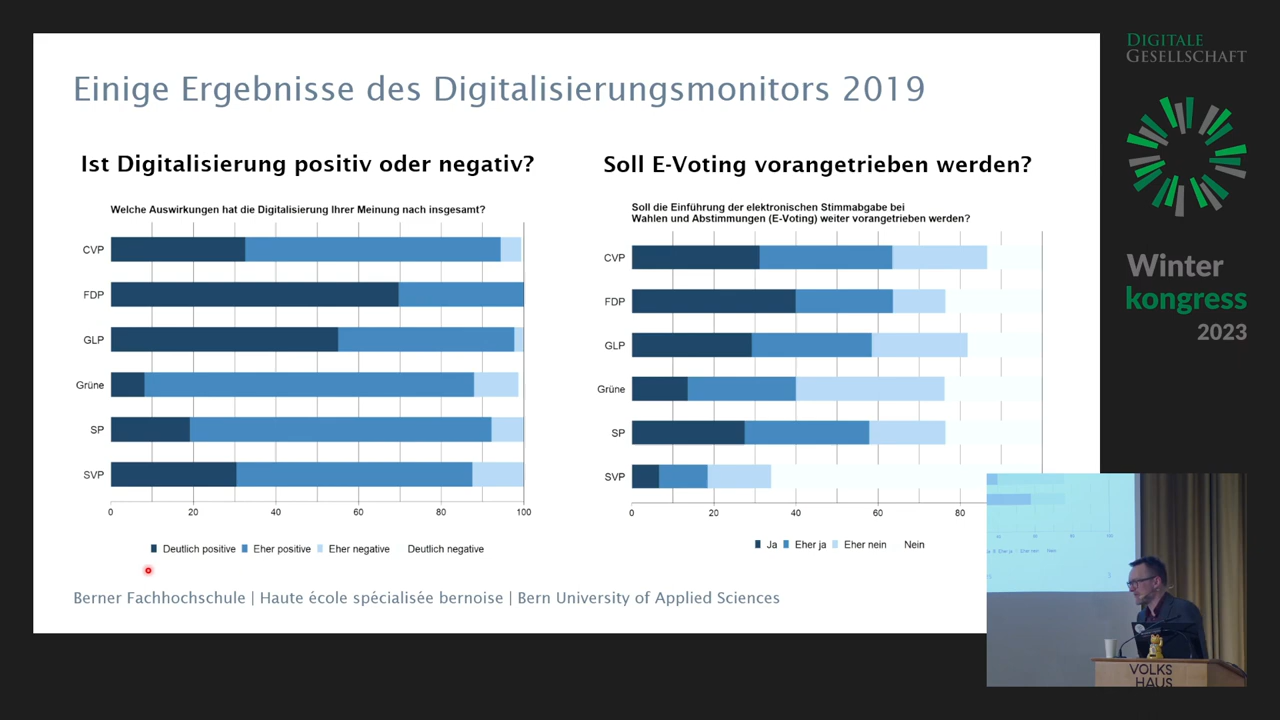 Einige Ergebnisse des Digitalisierungsmonitors 2019
Ist Digitalisierung positiv oder negativ?
Welche Auswirkungen hat die Digitalisierung Ihrer Meinung nach insgesamt?
CVP
FDP
GLP
Grüne
SP
SVP
0 20 40 60 80 100
Deutlich positive Eher positive Eher negative Deutlich negative
Soll E-Voting vorangetrieben werden?
Soll die Einführung der elektronischen Stimmabgabe bei
Wahlen und Abstimmungen (E-Voting) weiter vorangetrieben werden?
CVP
FDP
GLP
Grüne
SP
SVP
0 20 40 60 80
Ja Eher ja Eher nein Nein
Berner Fachhochschule | Haute école spécialisée bernoise | Bern University of Applied Sciences
DIGITALE
GESELLSCHAFT
Winter
kongress
2023
VOLKS
HAUS